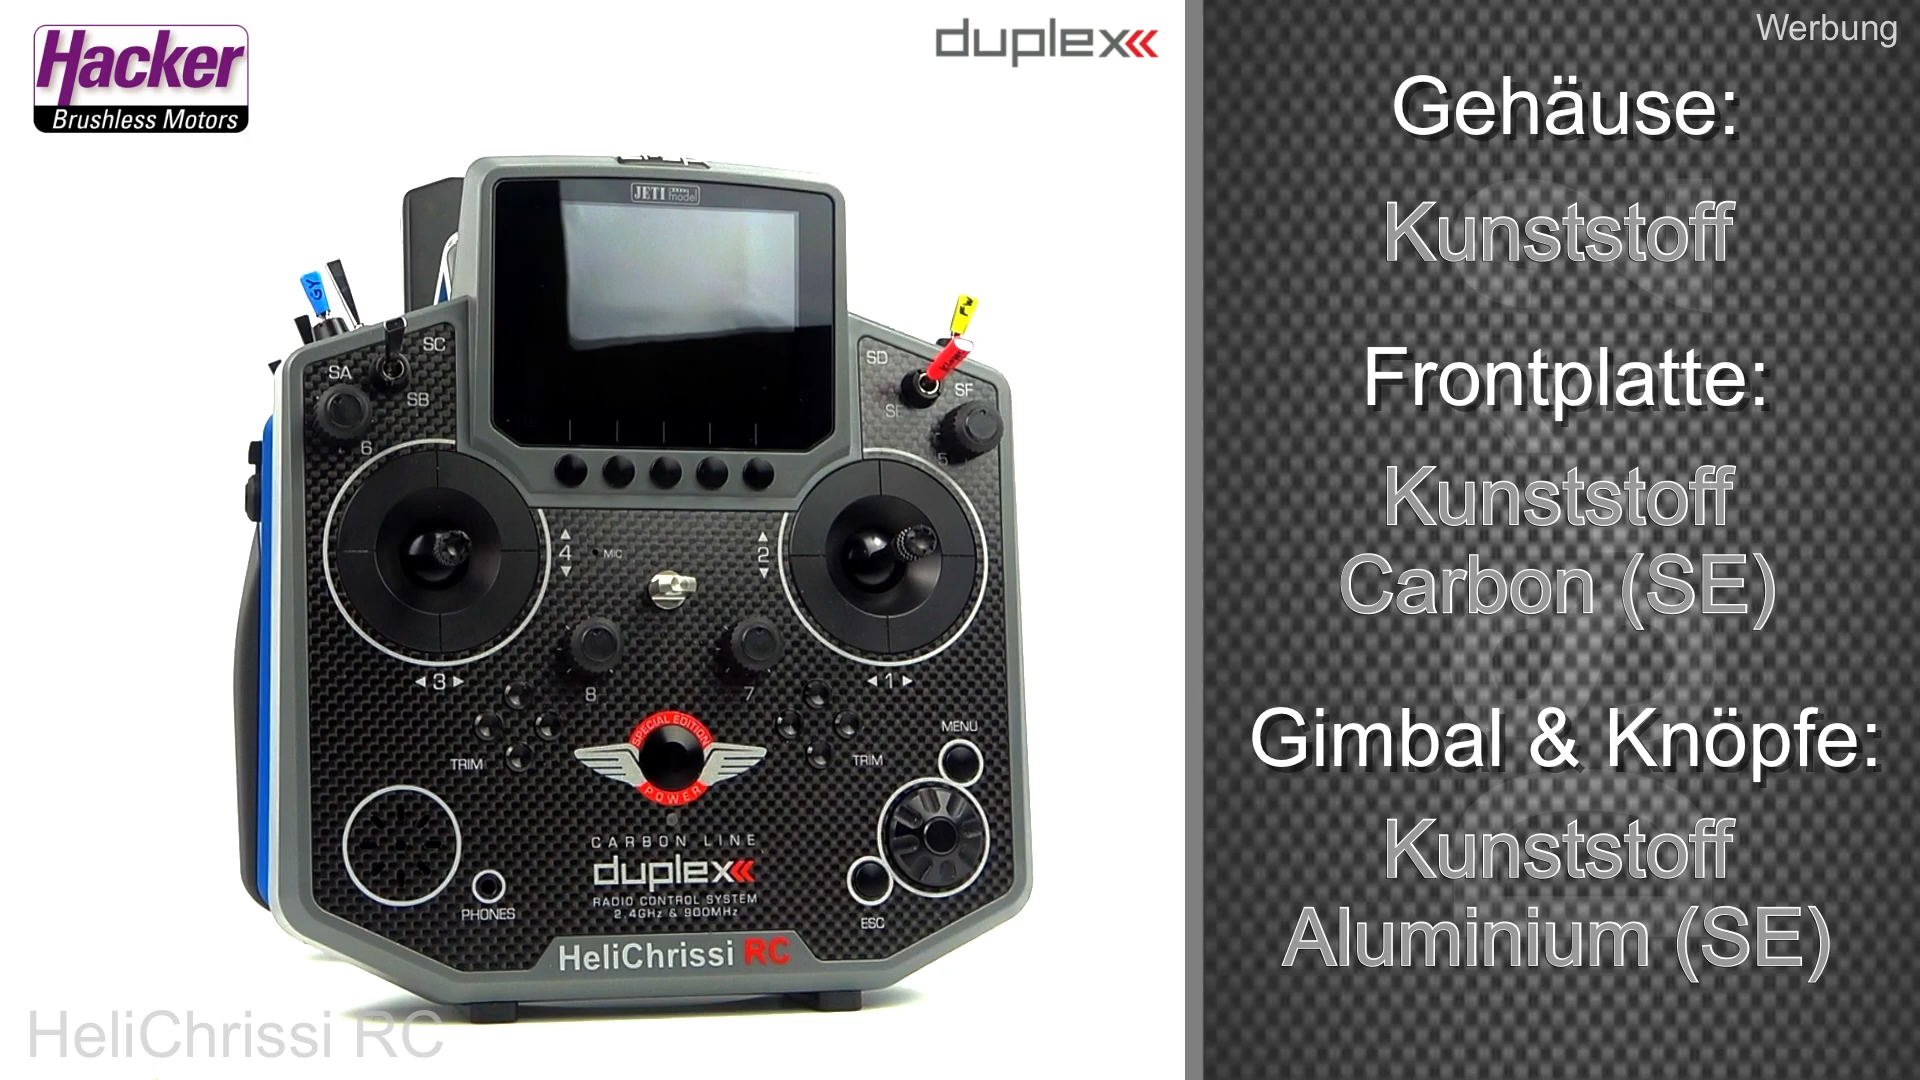 Hacker
Brushless Motors
duplex
Werbung
Gehäuse:
Kunststoff
Frontplatte:
Kunststoff
Carbon (SE)
Gimbal & Knöpfe:
Kunststoff
Aluminium (SE)
JETI model
GY
FW
SC
SA
SB
SD
SF
6
5
4
MIC
2
3
1
8
7
TRIM
TRIM
MENU
SPECIAL EDITION
POWER
CARBON LINE
duplex
RADIO CONTROL SYSTEM
2.4GHz & 900MHz
PHONES
ESC
HeliChrissi RC
HeliChrissi RC